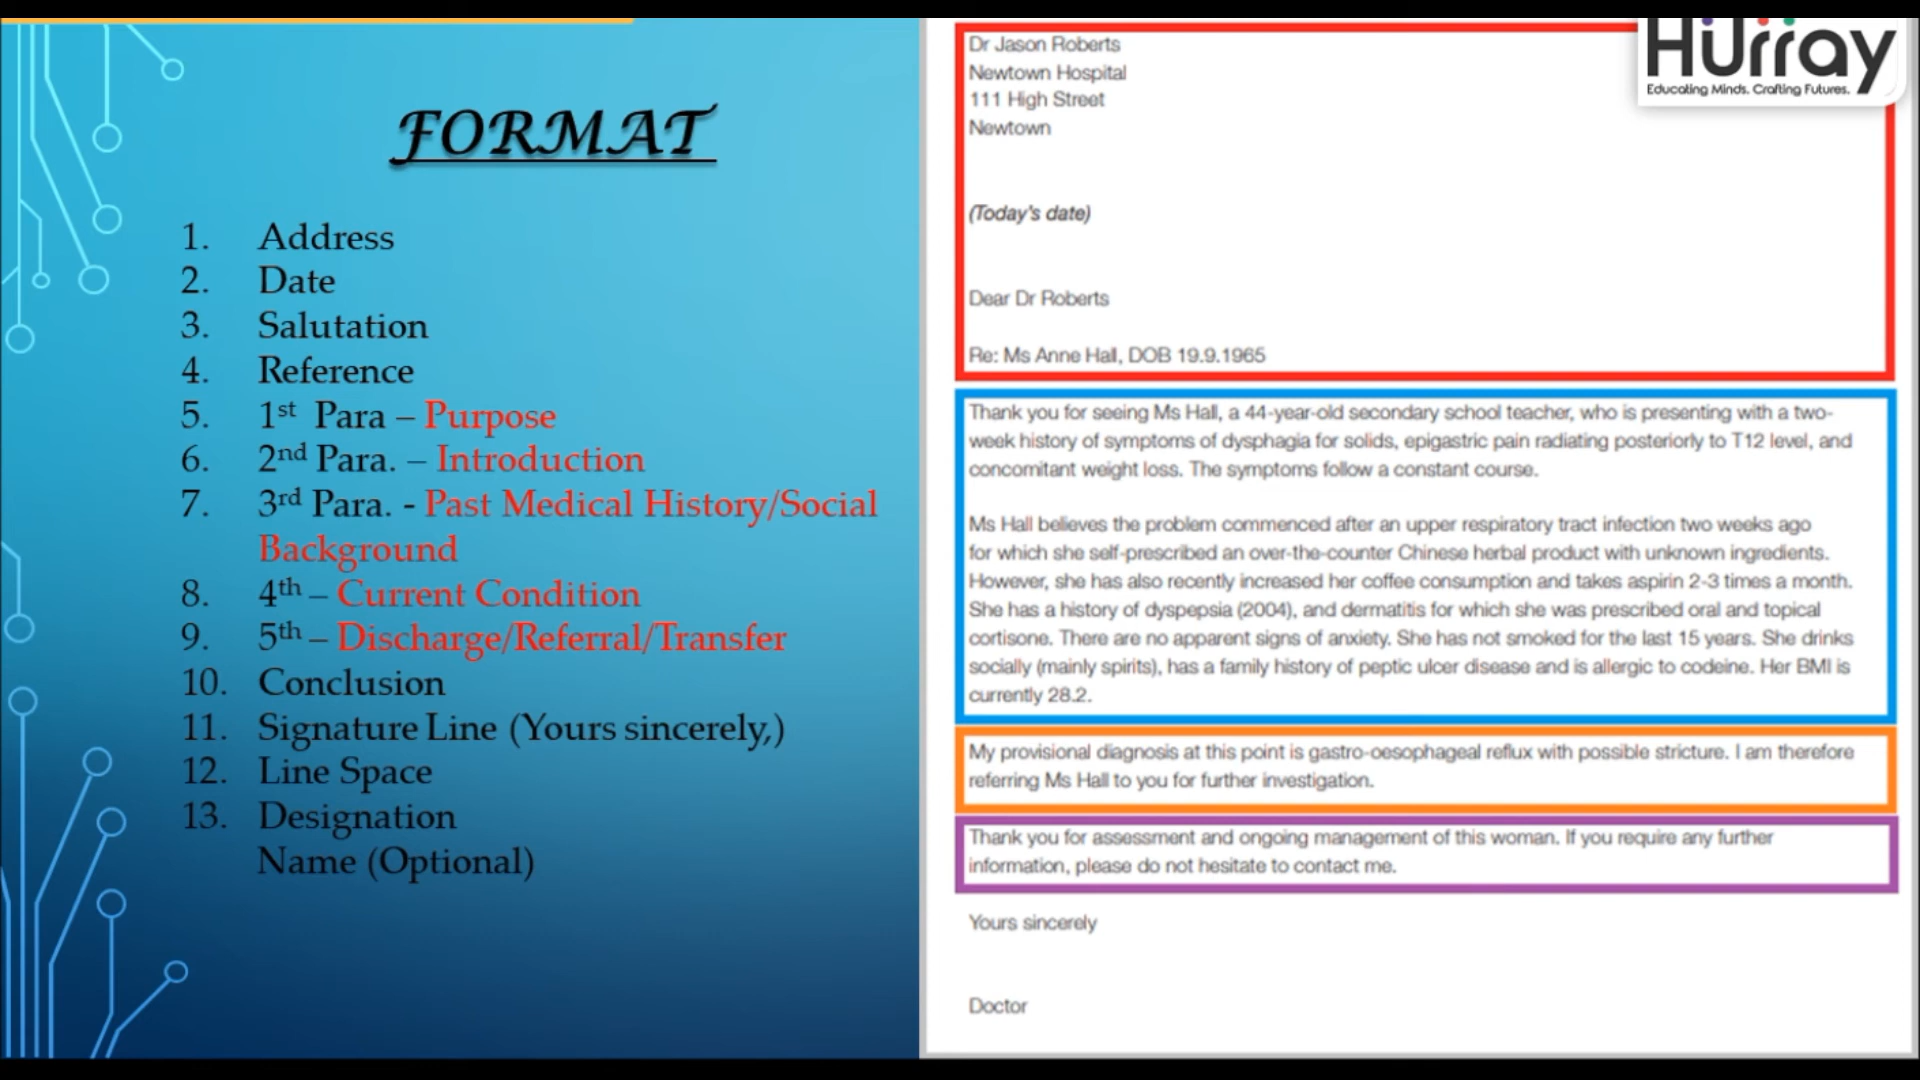 FORMAT
1. Address
2. Date
3. Salutation
4. Reference
5. 1st Para – Purpose
6. 2nd Para. – Introduction
7. 3rd Para. - Past Medical History/Social
Background
8. 4th – Current Condition
9. 5th – Discharge/Referral/Transfer
10. Conclusion
11. Signature Line (Yours sincerely,)
12. Line Space
13. Designation
Name (Optional)
Hurray
Educating Minds. Crafting Futures.
Dr Jason Roberts
Newtown Hospital
111 High Street
Newtown
(Today's date)
Dear Dr Roberts
Re: Ms Anne Hall, DOB 19.9.1965
Thank you for seeing Ms Hall, a 44-year-old secondary school teacher, who is presenting with a two-
week history of symptoms of dysphagia for solids, epigastric pain radiating posteriorly to T12 level, and
concomitant weight loss. The symptoms follow a constant course.
Ms Hall believes the problem commenced after an upper respiratory tract infection two weeks ago
for which she self-prescribed an over-the-counter Chinese herbal product with unknown ingredients.
However, she has also recently increased her coffee consumption and takes aspirin 2-3 times a month.
She has a history of dyspepsia (2004), and dermatitis for which she was prescribed oral and topical
cortisone. There are no apparent signs of anxiety. She has not smoked for the last 15 years. She drinks
socially (mainly spirits), has a family history of peptic ulcer disease and is allergic to codeine. Her BMI is
currently 28.2.
My provisional diagnosis at this point is gastro-oesophageal reflux with possible stricture. I am therefore
referring Ms Hall to you for further investigation.
Thank you for assessment and ongoing management of this woman. If you require any further
information, please do not hesitate to contact me.
Yours sincerely
Doctor